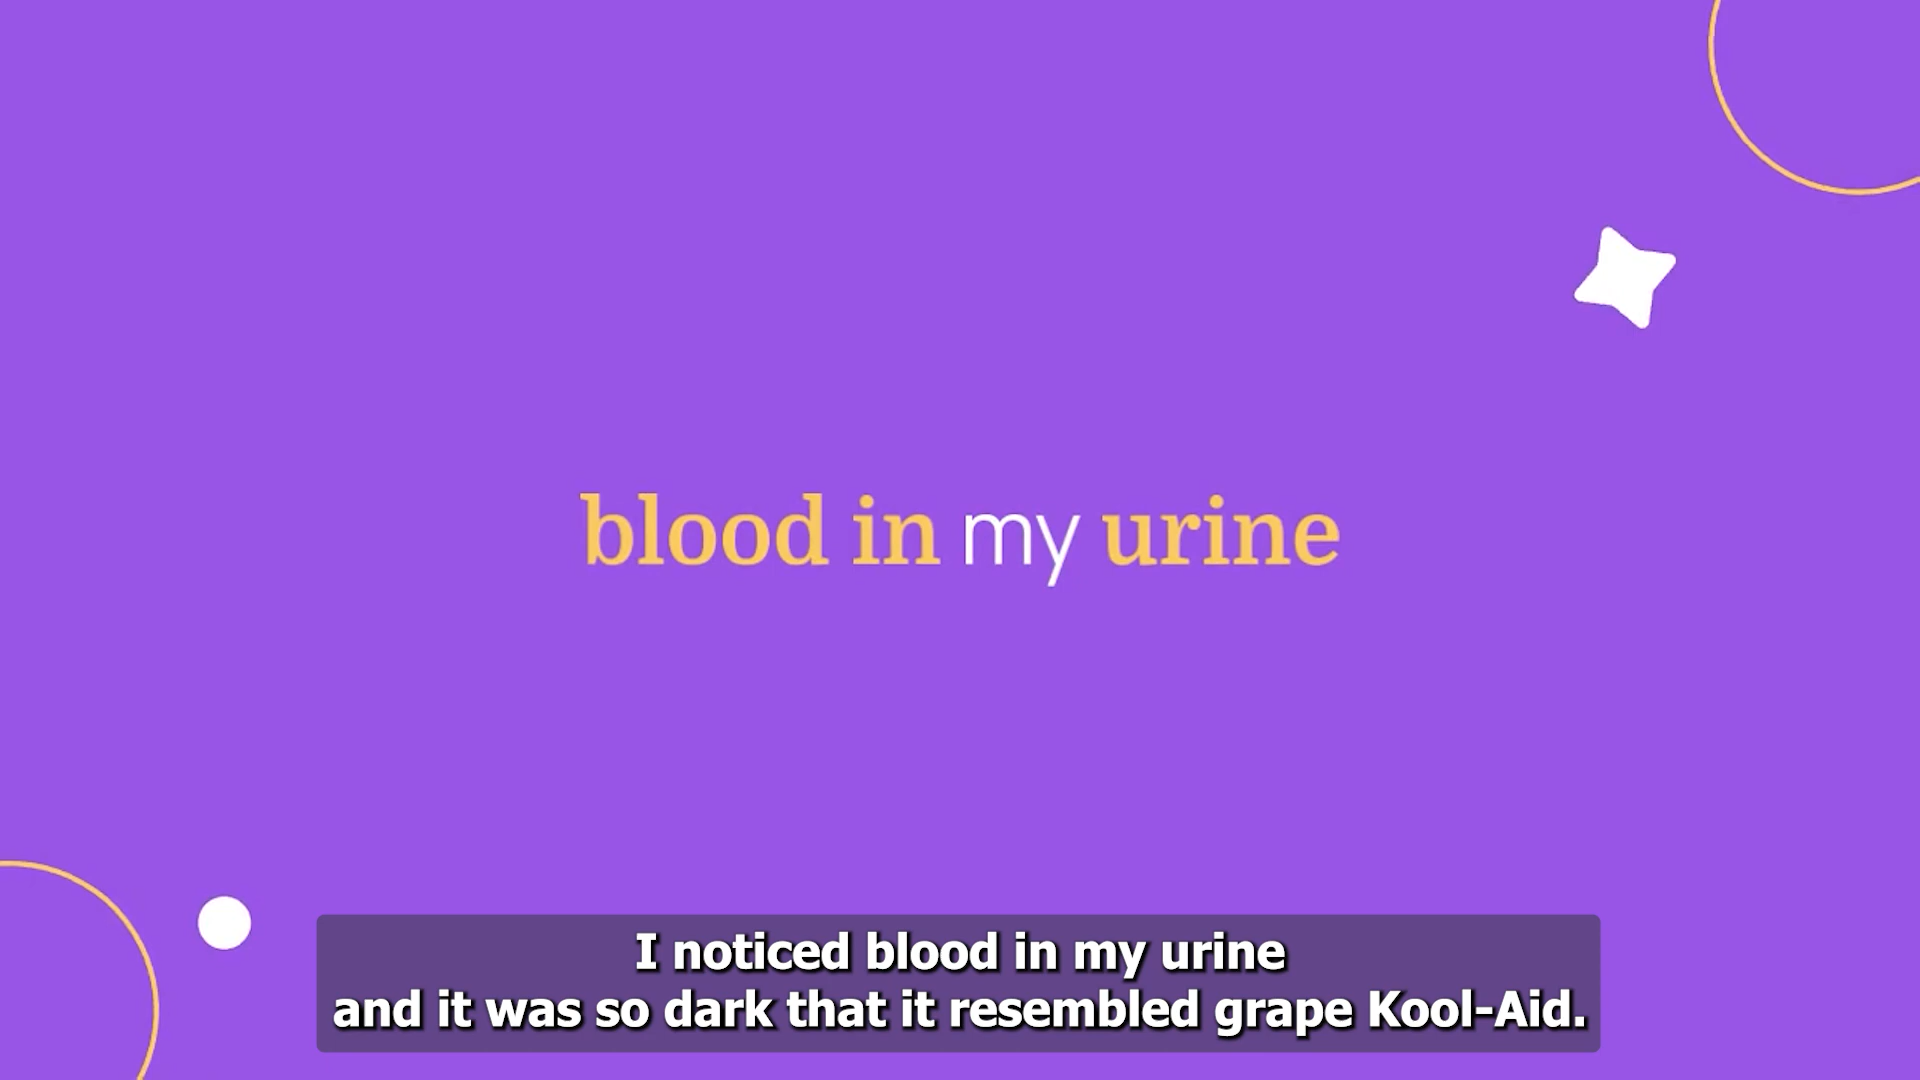 blood in my urine
I noticed blood in my urine
and it was so dark that it resembled grape Kool-Aid.